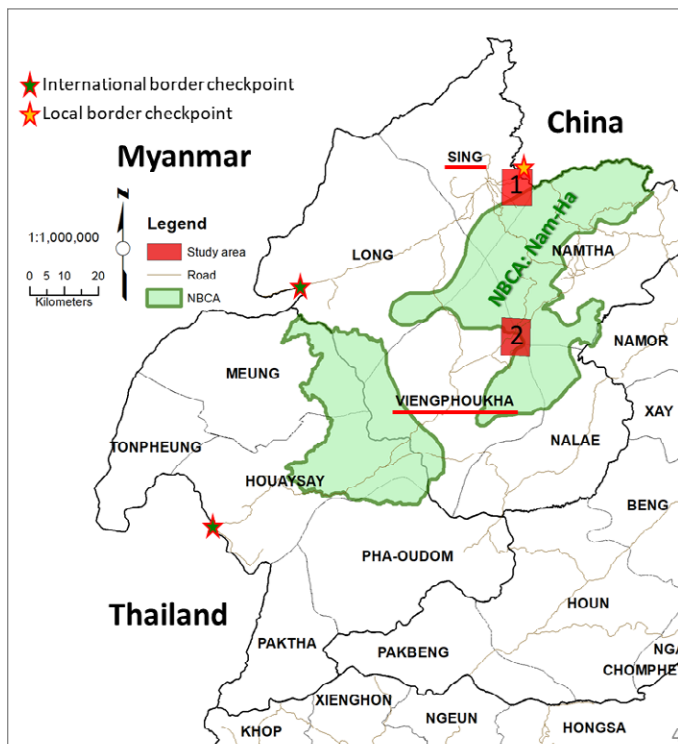 International border checkpoint
Local border checkpoint
China
Myanmar
SING
1
N
1:1,000,000
Legend
Study area
Road
NBCA
0 5 10 20
Kilometers
LONG
NBCA: Nam-Ha
NAMTHA
2
NAMOR
MEUNG
VIENGPHOUKHA
XAY
TONPHEUNG
NALAE
HOUAYSAY
BENG
PHA-OUDOM
Thailand
HOUN
PAKTHA
PAKBENG
NGA
CHOMPHE
XIENGHON
NGEUN
HONGSA
KHOP